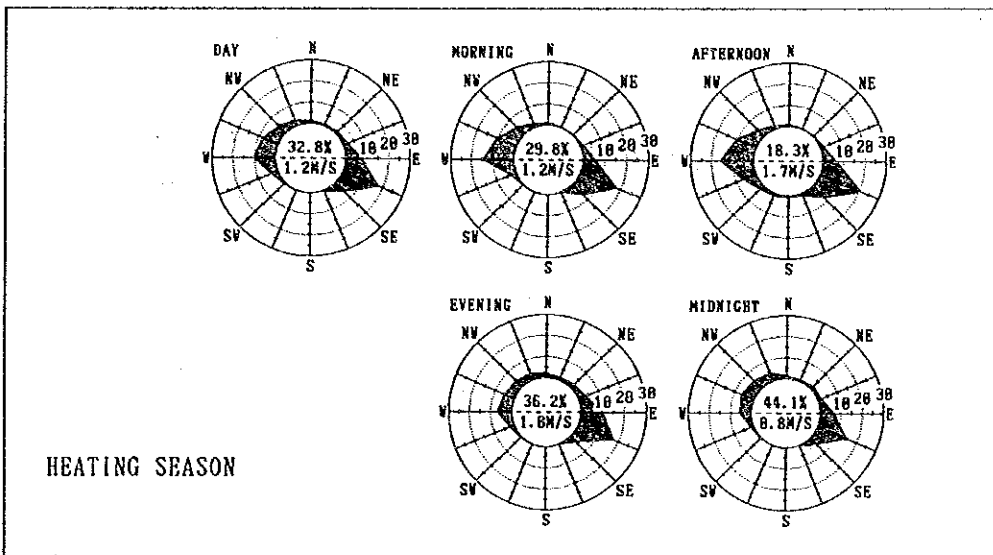 DAY
N
NW
NE
32.8%
1.2M/S
10 20 30
W
E
SW
SE
S
MORNING
N
NW
NE
29.8%
1.2M/S
10 20 30
W
E
SW
SE
S
AFTERNOON
N
NW
NE
18.3%
1.7M/S
10 20 30
W
E
SW
SE
S
EVENING
N
NW
NE
36.2%
1.0M/S
10 20 30
W
E
SW
SE
S
MIDNIGHT
N
NW
NE
44.1%
0.8M/S
10 20 30
W
E
SW
SE
S
HEATING SEASON